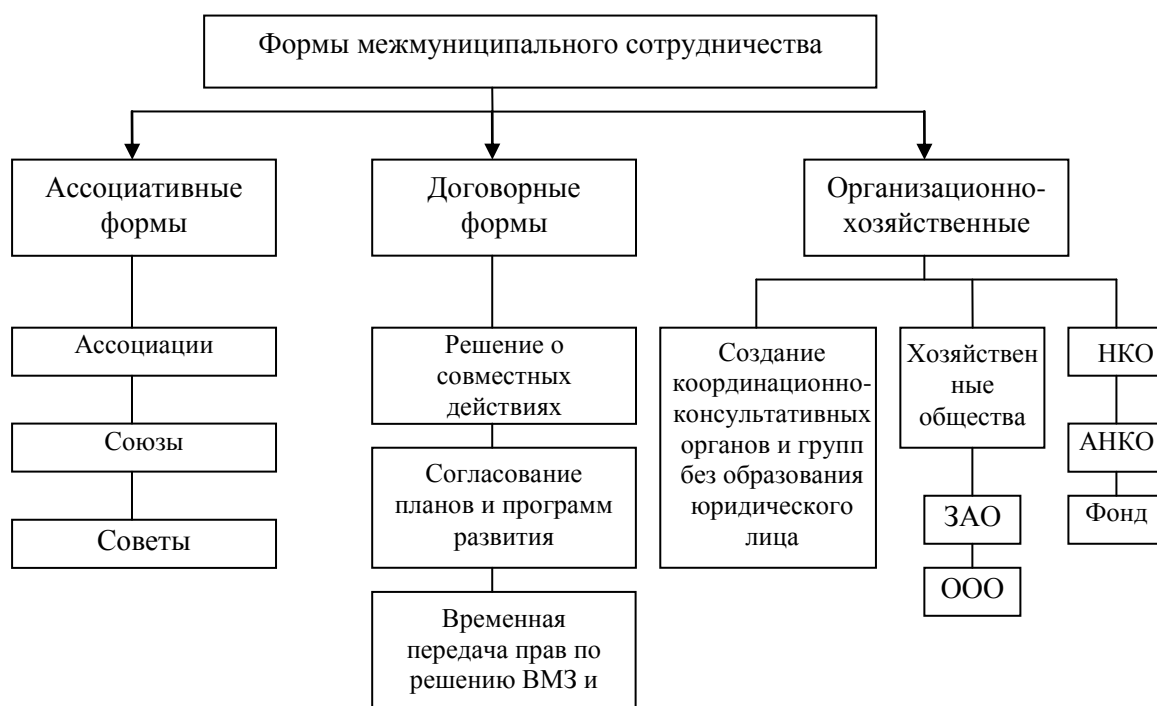 Формы межмуниципального сотрудничества
Ассоциативные
формы
Ассоциации
Союзы
Советы
Договорные
формы
Решение о
совместных
действиях
Согласование
планов и программ
развития
Временная
передача прав по
решению ВМЗ и
Организационно-
хозяйственные
Создание
координационно-
консультативных
органов и групп
без образования
юридического
лица
Хозяйствен
ные
общества
ЗАО
ООО
НКО
АНКО
Фонд